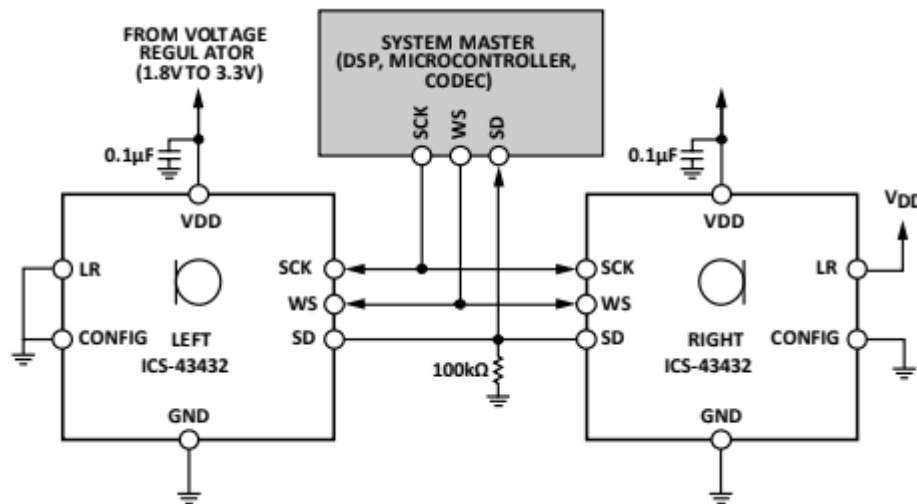 FROM VOLTAGE
REGULATOR
(1.8V TO 3.3V)
SYSTEM MASTER
(DSP, MICROCONTROLLER,
CODEC)
SCK
WS
SD
0.1µF
0.1µF
VDD
VDD
VDD
LR
SCK
SCK
LR
WS
WS
CONFIG
LEFT
SD
SD
RIGHT
CONFIG
ICS-43432
100kΩ
ICS-43432
GND
GND